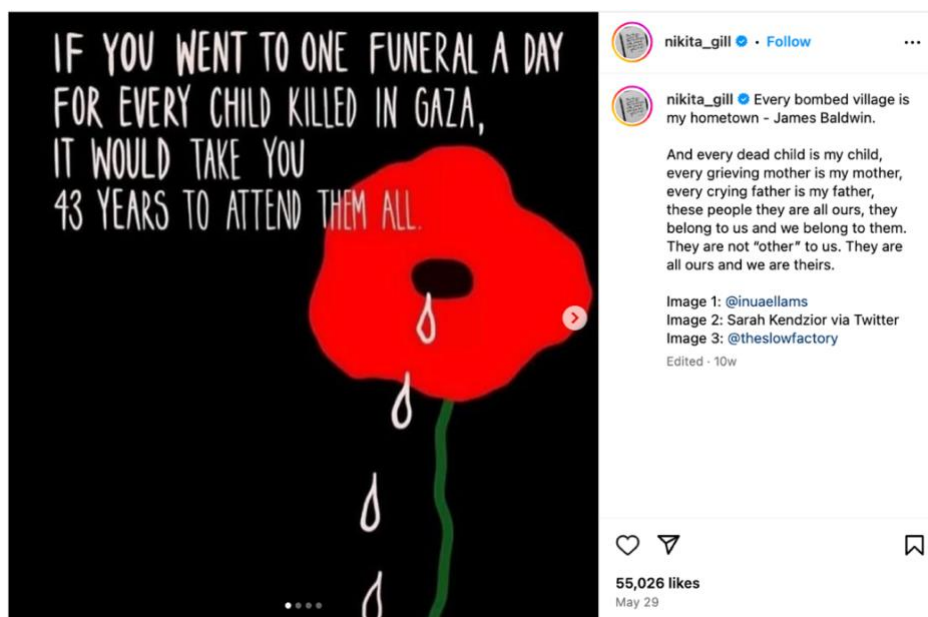 IF YOU WENT TO ONE FUNERAL A DAY
FOR EVERY CHILD KILLED IN GAZA,
IT WOULD TAKE YOU
43 YEARS TO ATTEND THEM ALL.
nikita_gill • Follow
nikita_gill Every bombed village is
my hometown - James Baldwin.
And every dead child is my child,
every grieving mother is my mother,
every crying father is my father,
these people they are all ours, they
belong to us and we belong to them.
They are not “other” to us. They are
all ours and we are theirs.
Image 1: @inuaellams
Image 2: Sarah Kendzior via Twitter
Image 3: @theslowfactory
Edited · 10w
55,026 likes
May 29